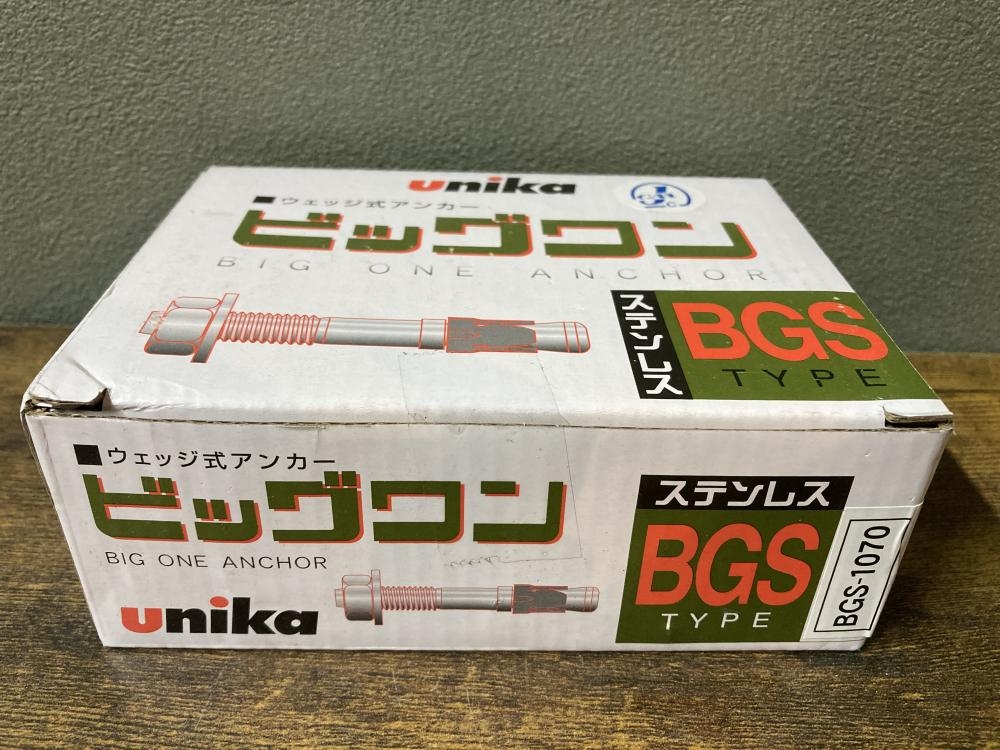 unika
■ウェッジ式アンカー
ビッグワン
BIG ONE ANCHOR
ステンレス
BGS
TYPE
■ウェッジ式アンカー
ビッグワン
BIG ONE ANCHOR
unika
ステンレス
BGS
TYPE
BGS-1070